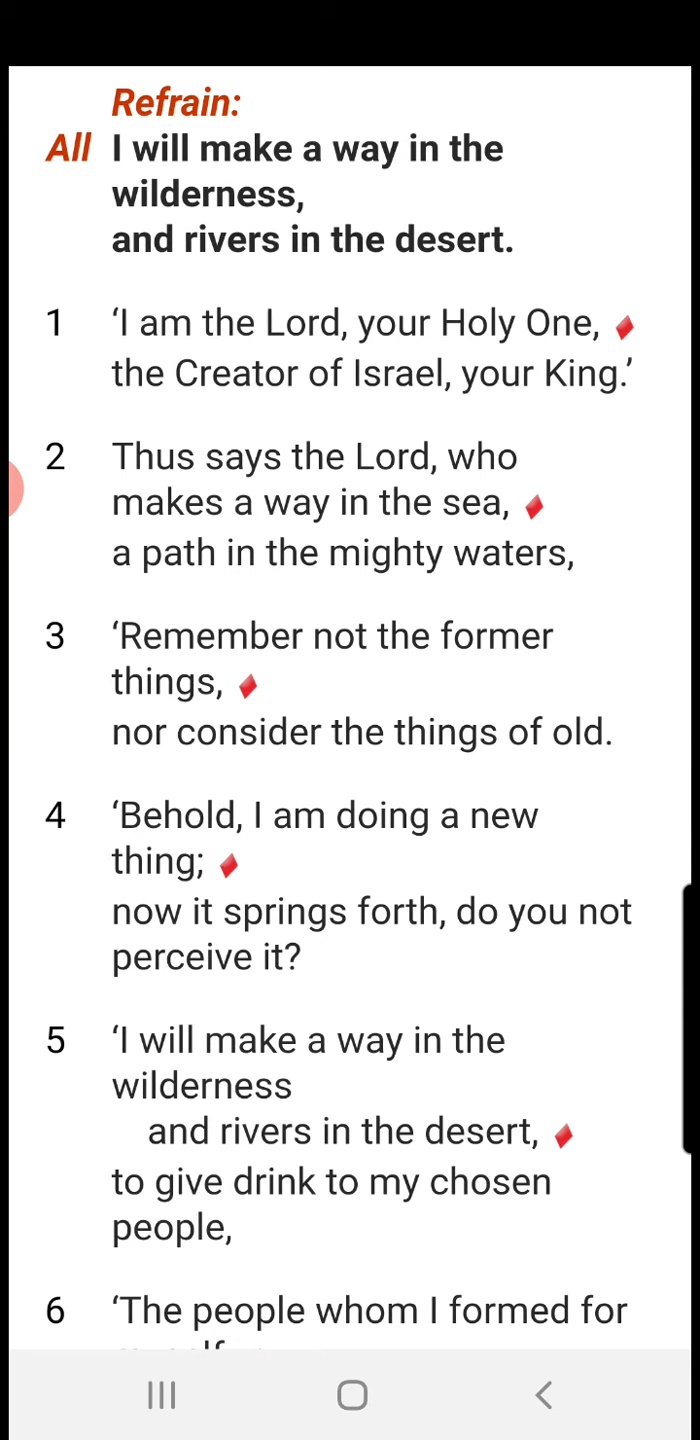 Refrain:
All I will make a way in the
wilderness,
and rivers in the desert.
1 ‘I am the Lord, your Holy One, ♦
the Creator of Israel, your King.’
2 Thus says the Lord, who
makes a way in the sea, ♦
a path in the mighty waters,
3 ‘Remember not the former
things, ♦
nor consider the things of old.
4 ‘Behold, I am doing a new
thing; ♦
now it springs forth, do you not
perceive it?
5 ‘I will make a way in the
wilderness
and rivers in the desert, ♦
to give drink to my chosen
people,
6 ‘The people whom I formed for